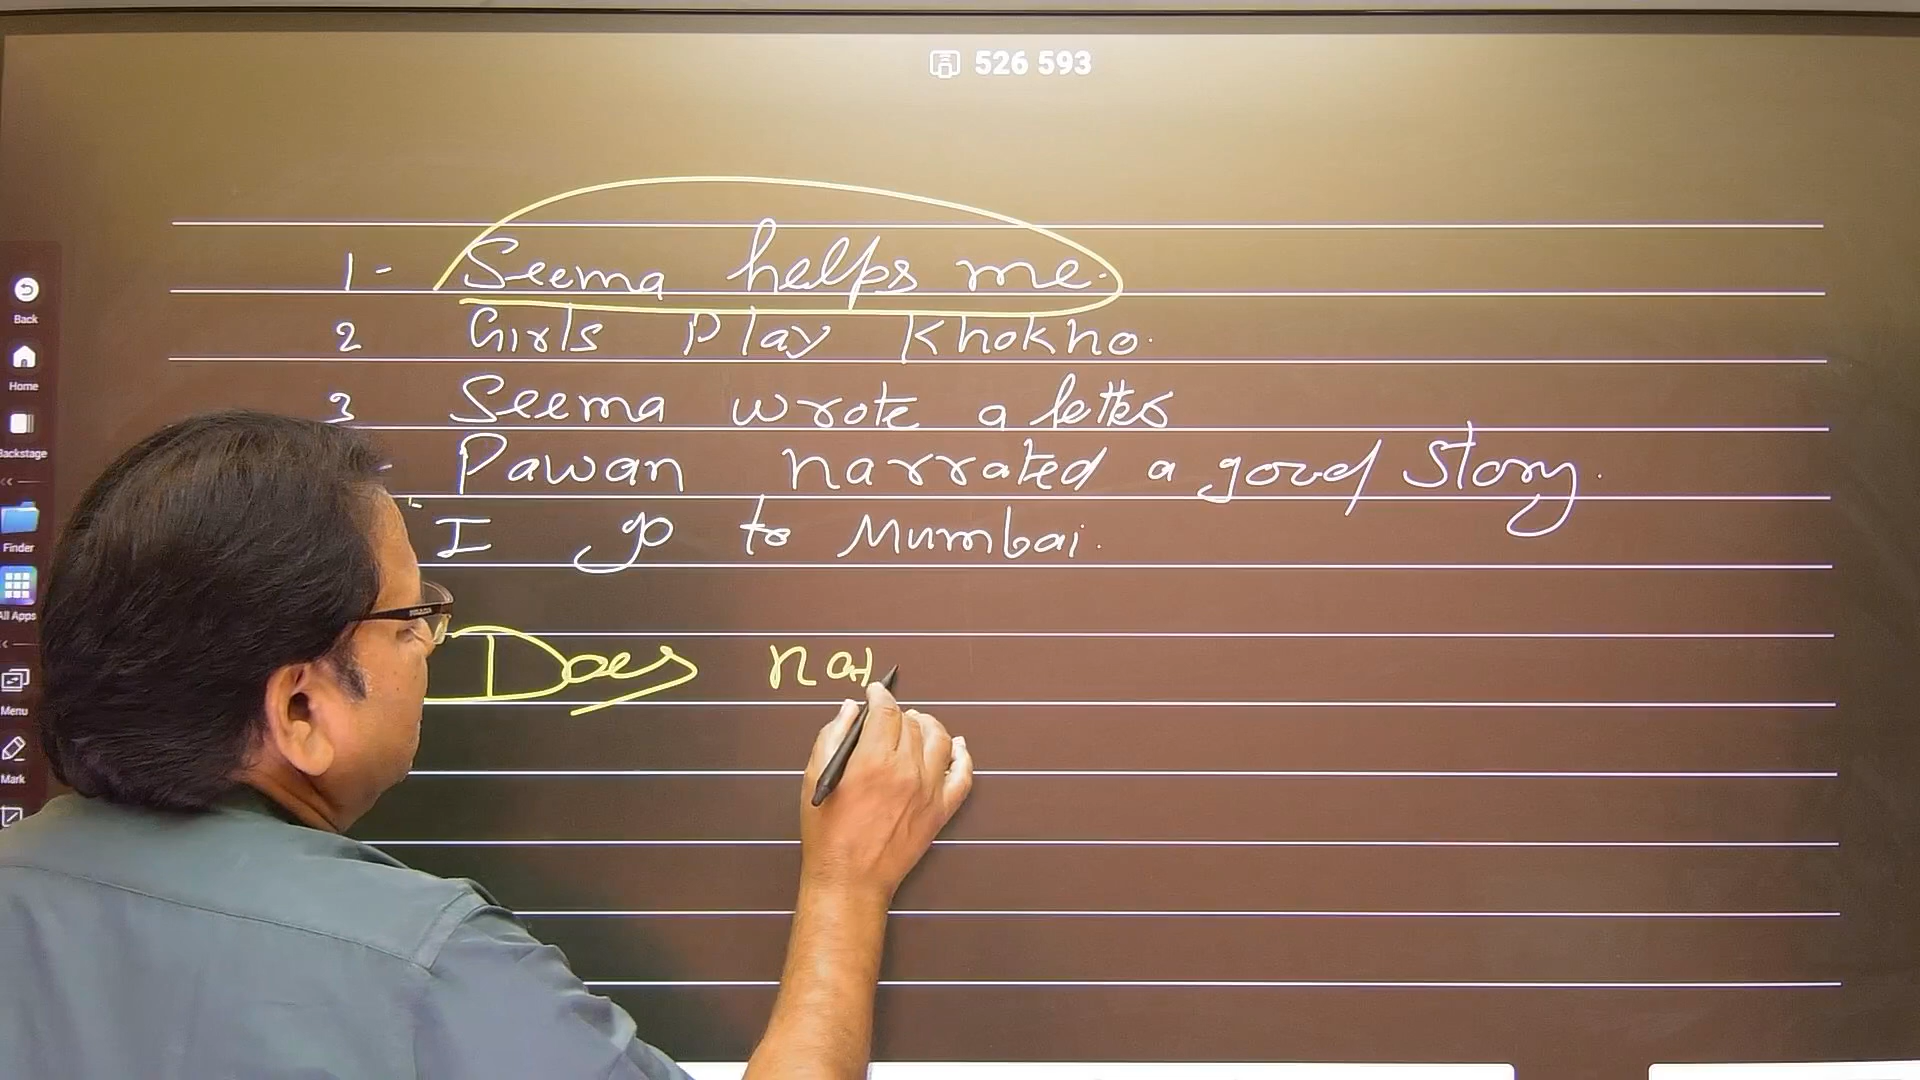 526 593
1- Seema helps me.
2 Girls Play Khokho.
3 Seema wrote a letter
- Pawan narrated a good Story.
I go to Mumbai.
Does not
Back
Home
Backstage
Finder
All Apps
Menu
Mark